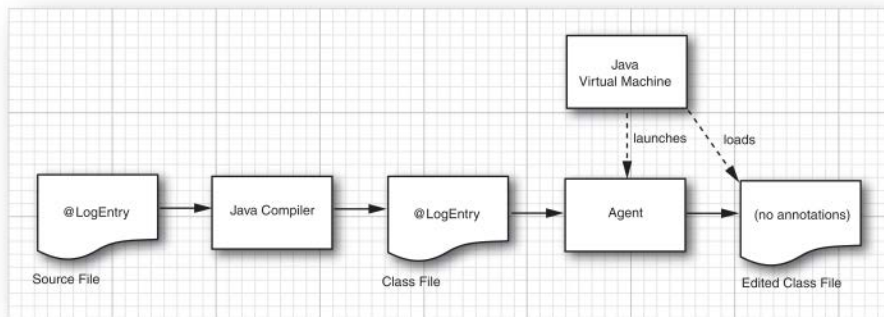 Java
Virtual Machine
launches
loads
@LogEntry
Java Compiler
@LogEntry
Agent
(no annotations)
Source File
Class File
Edited Class File